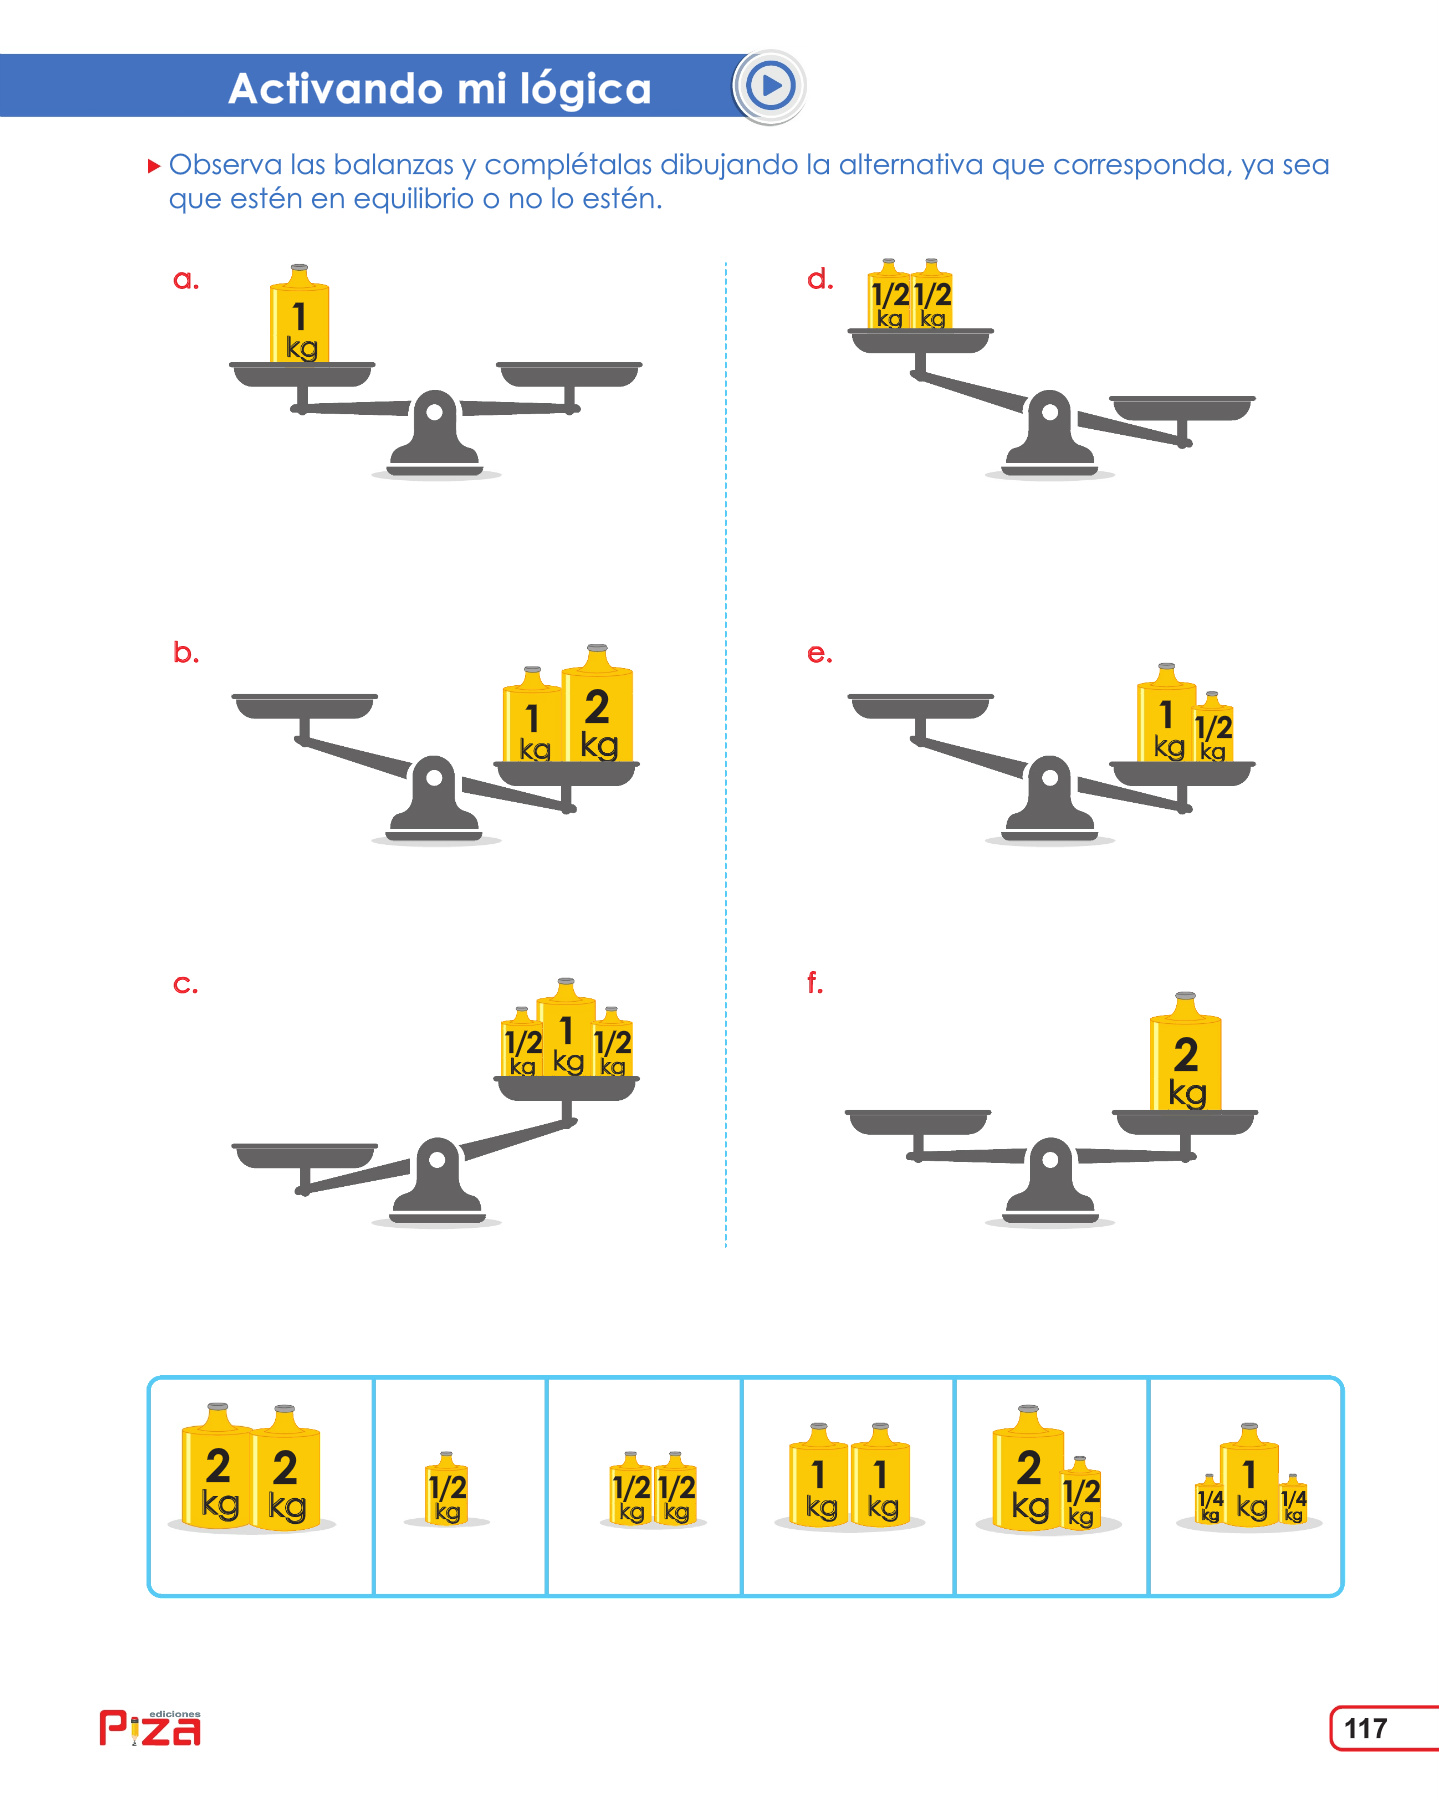 Activando mi lógica
Observa las balanzas y complétalas dibujando la alternativa que corresponda, ya sea
que estén en equilibrio o no lo estén.
a.
1
kg
d.
1/2 1/2
kg kg
b.
1 2
kg kg
e.
1 1/2
kg kg
c.
1/2 1 1/2
kg kg kg
f.
2
kg
2 2
kg kg
1/2
kg
1/2 1/2
kg kg
1 1
kg kg
2 1/2
kg kg
1/4 1 1/4
kg kg kg
ediciones
Piza
117